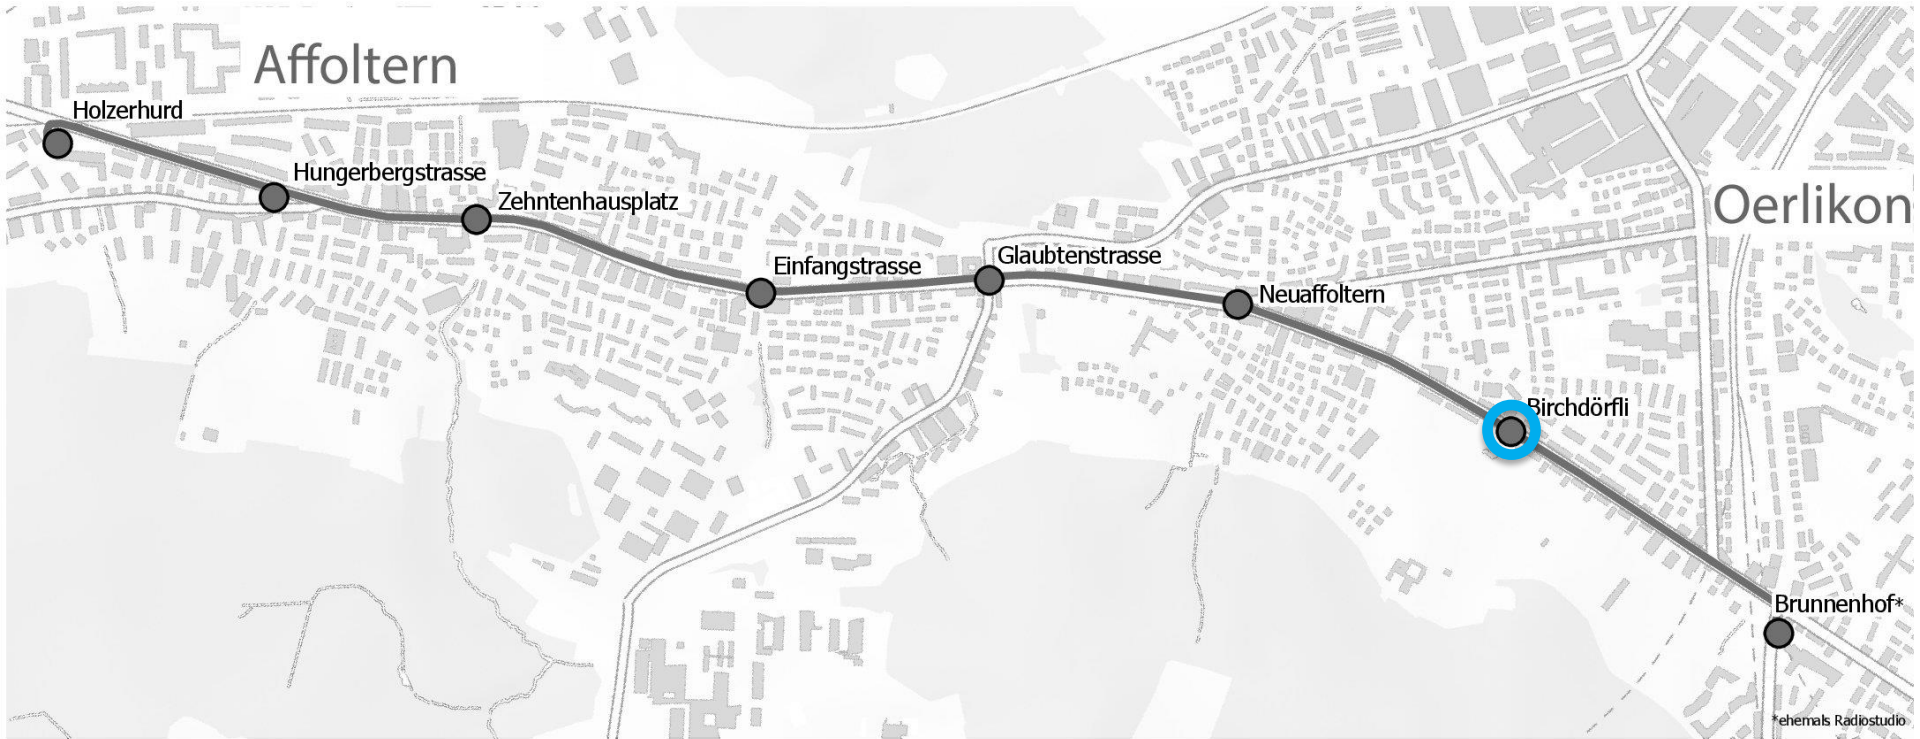 Affoltern
Holzerhurd
Hungerbergstrasse
Zehntenhausplatz
Oerlikon
Einfangstrasse
Glaubtenstrasse
Neuaffoltern
Birchdörfli
Brunnenhof*
*ehemals Radiostudio